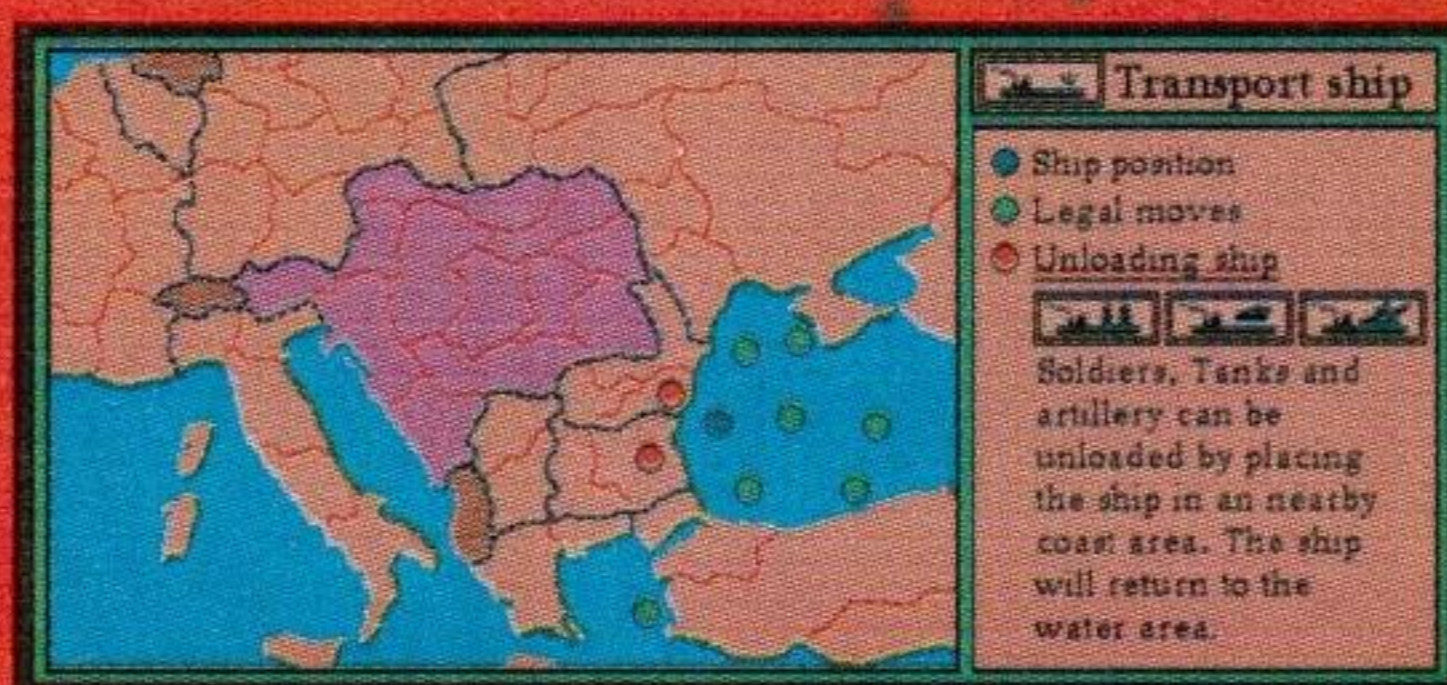 Transport ship
Ship position
Legal moves
Unloading ship
Soldiers, Tanks and
artillery can be
unloaded by placing
the ship in an nearby
coast area. The ship
will return to the
water area.